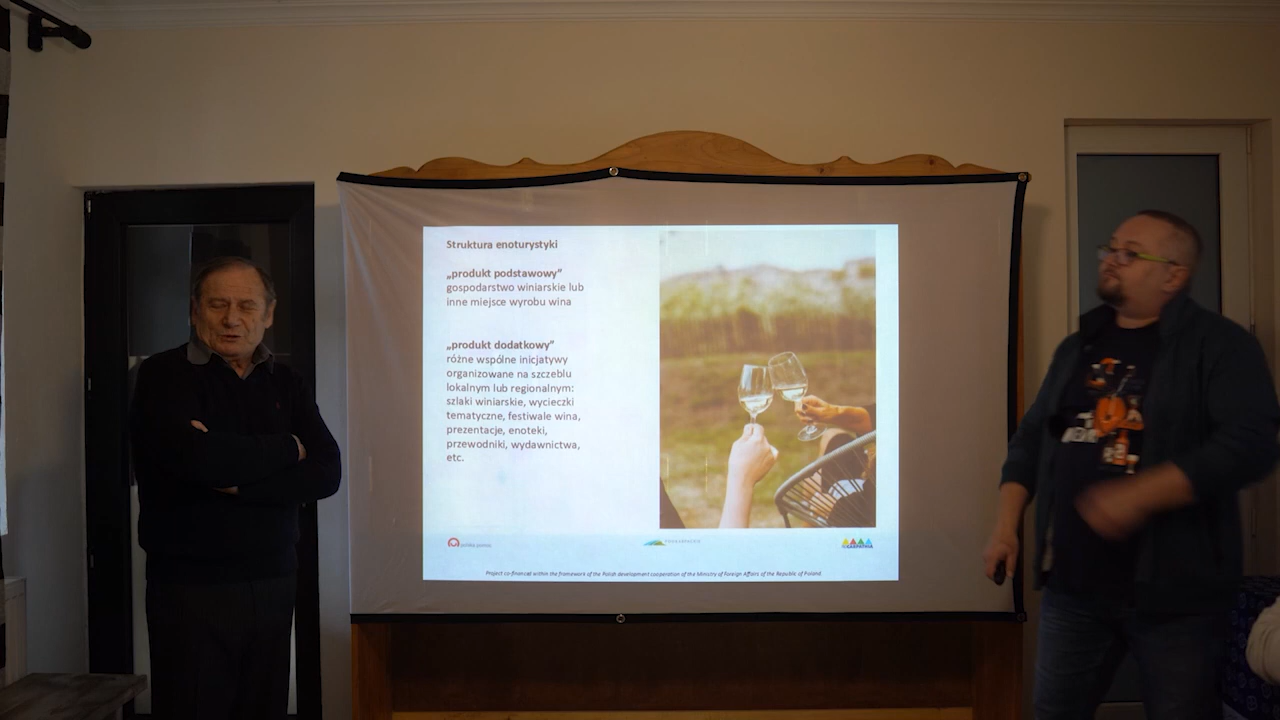 Struktura enoturystyki
„produkt podstawowy”
gospodarstwo winiarskie lub
inne miejsce wyrobu wina
„produkt dodatkowy”
różne wspólne inicjatywy
organizowane na szczeblu
lokalnym lub regionalnym:
szlaki winiarskie, wycieczki
tematyczne, festiwale wina,
prezentacje, enoteki,
przewodniki, wydawnictwa,
etc.
polska pomoc
Project co-financed within the framework of the Polish development cooperation of the Ministry of Foreign Affairs of the Republic of Poland.